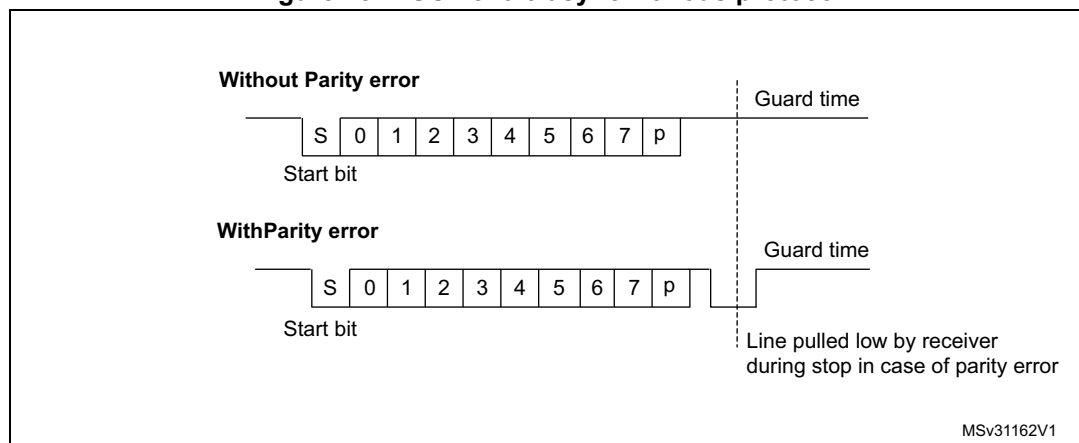 Without Parity error
Guard time
S 0 1 2 3 4 5 6 7 p
Start bit
WithParity error
Guard time
S 0 1 2 3 4 5 6 7 p
Start bit
Line pulled low by receiver
during stop in case of parity error
MSv31162V1